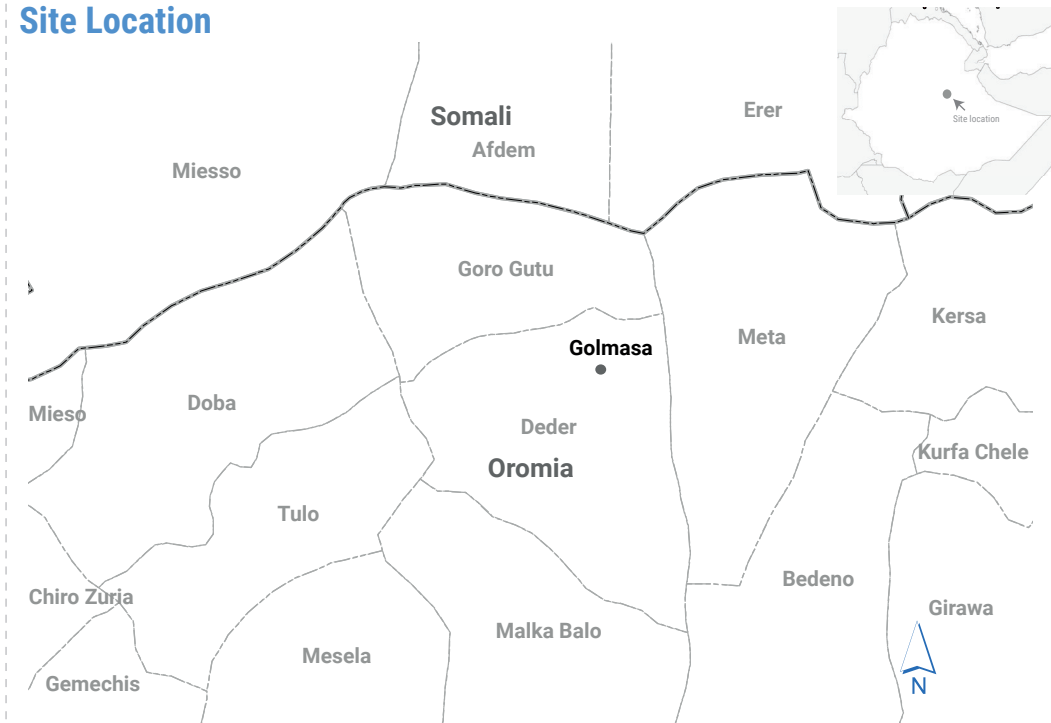 Site Location
Somali
Afdem
Erer
Site location
Miesso
Goro Gutu
Kersa
Meta
Golmasa
Mieso
Doba
Deder
Oromia
Kurfa Chele
Tulo
Bedeno
Chiro Zuria
Girawa
Malka Balo
Mesela
Gemechis
N